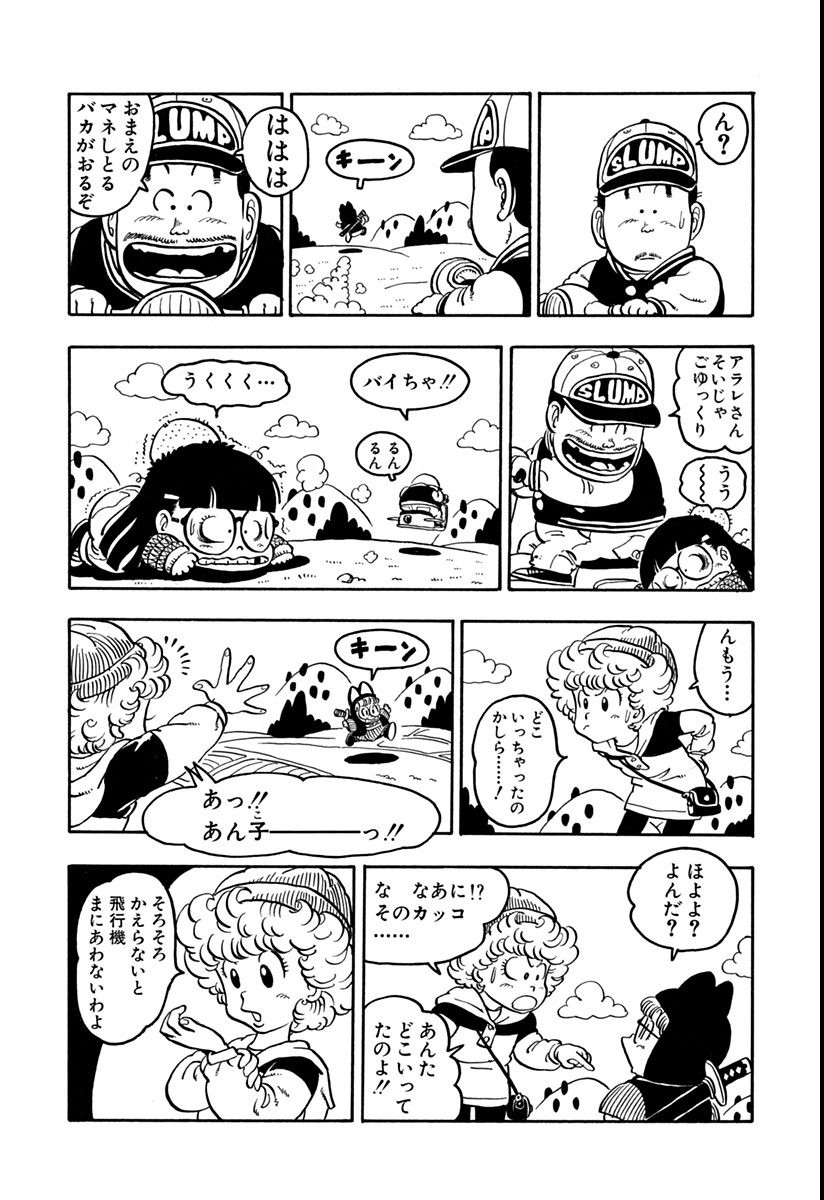 ん？
SLUMP
キーン
A
ははは
SLUMP
おまえの
マネしとる
バカがおるぞ
アラレさん
そいじゃ
ごゆっくり
SLUMP
うう〜〜
バイちゃ!!
るん
るん
うくくく…
んもう…
どこ
いっちゃったの
かしら……！
キーン
あっ!!
あん子────っ!!
こ
ほよよ？
よんだ？
な　なあに!?
そのカッコ
……
あんた
どこいって
たのよ!!
そろそろ
かえらないと
飛行機
まにあわないわよ